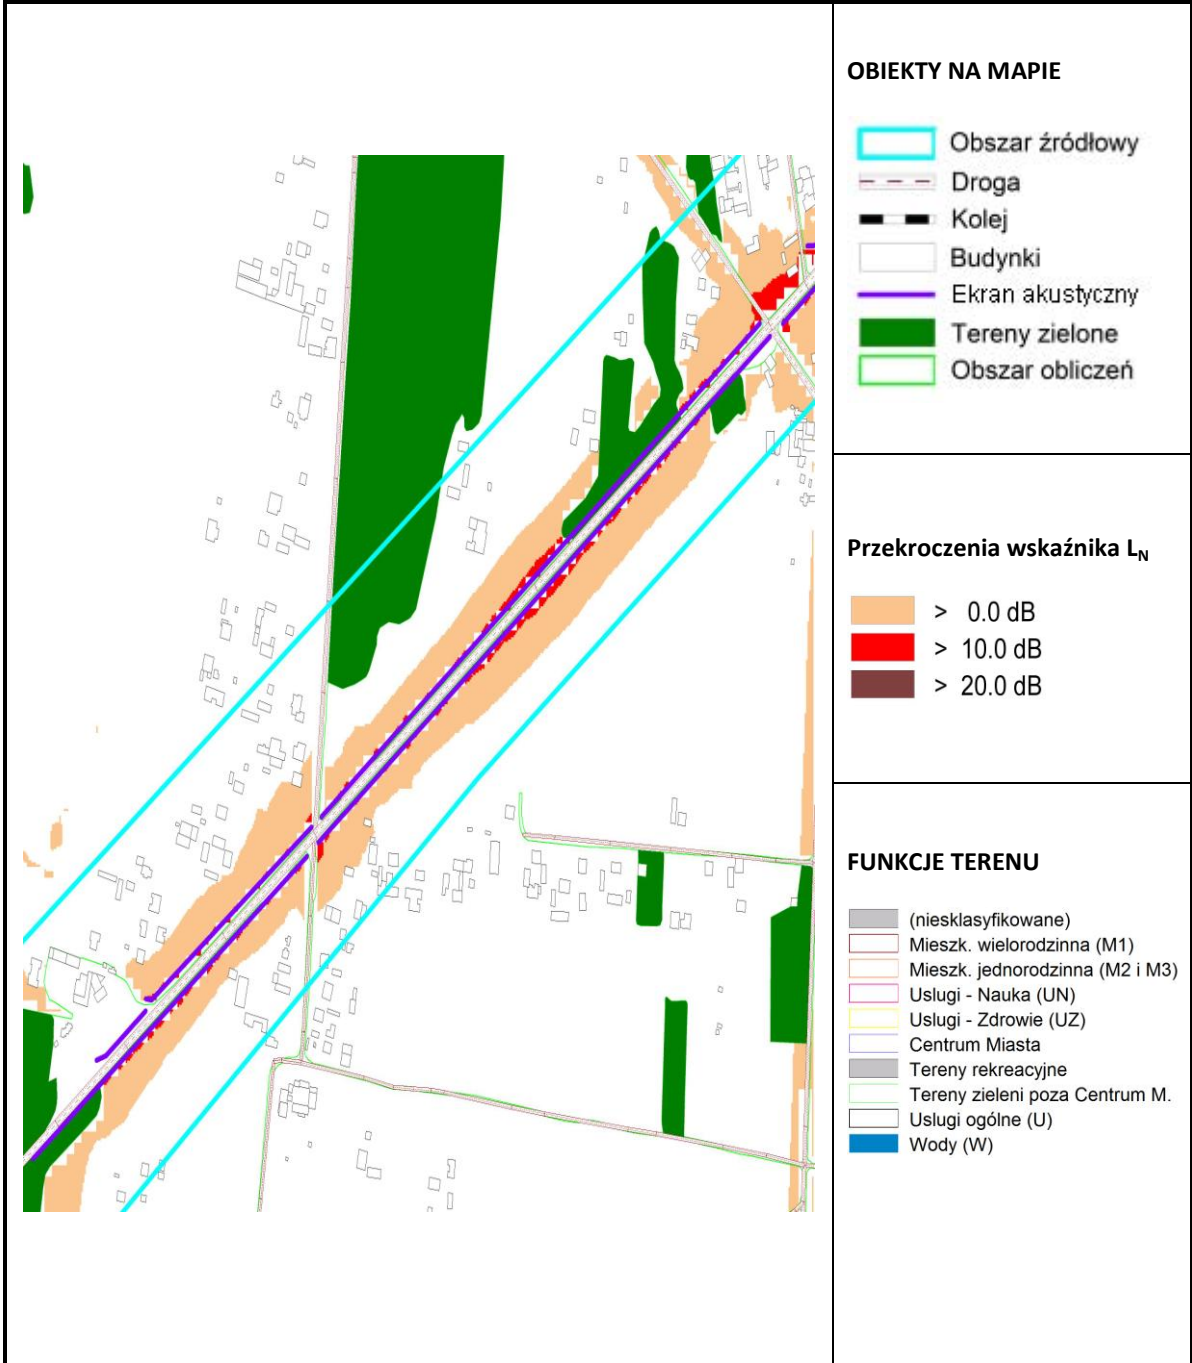 OBIEKTY NA MAPIE
Obszar źródłowy
Droga
Kolej
Budynki
Ekran akustyczny
Tereny zielone
Obszar obliczeń
Przekroczenia wskaźnika LN
> 0.0 dB
> 10.0 dB
> 20.0 dB
FUNKCJE TERENU
(niesklasyfikowane)
Mieszk. wielorodzinna (M1)
Mieszk. jednorodzinna (M2 i M3)
Uslugi - Nauka (UN)
Uslugi - Zdrowie (UZ)
Centrum Miasta
Tereny rekreacyjne
Tereny zieleni poza Centrum M.
Uslugi ogólne (U)
Wody (W)